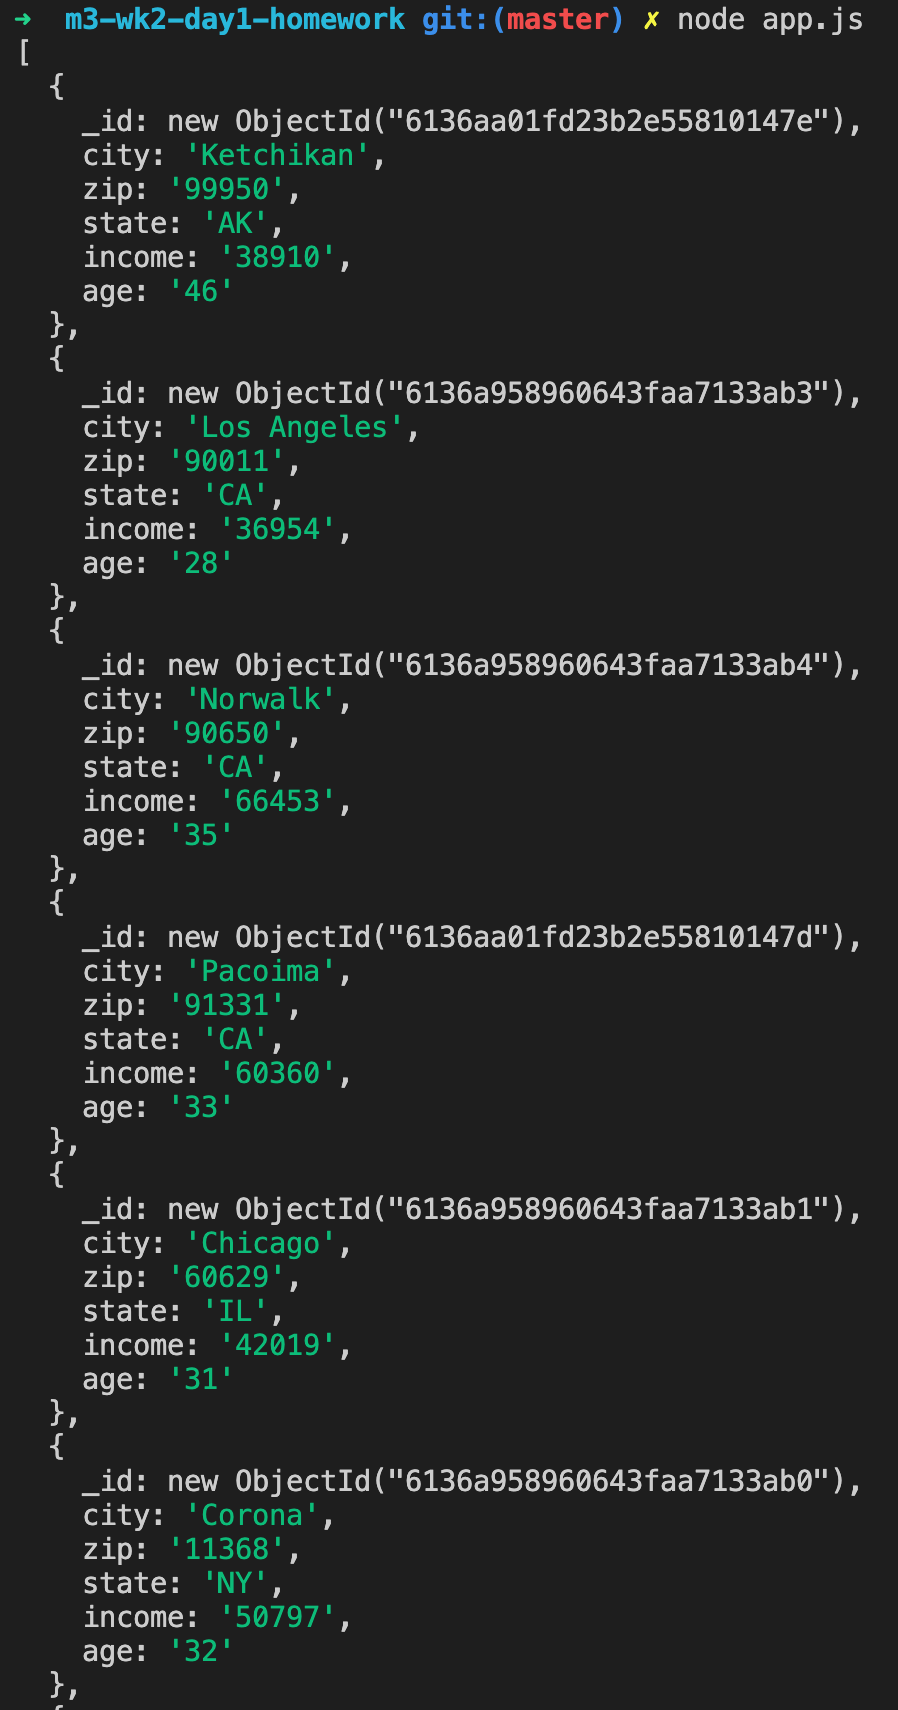 ➜  m3-wk2-day1-homework git:(master) ✗ node app.js
[
  {
    _id: new ObjectId("6136aa01fd23b2e55810147e"),
    city: 'Ketchikan',
    zip: '99950',
    state: 'AK',
    income: '38910',
    age: '46'
  },
  {
    _id: new ObjectId("6136a958960643faa7133ab3"),
    city: 'Los Angeles',
    zip: '90011',
    state: 'CA',
    income: '36954',
    age: '28'
  },
  {
    _id: new ObjectId("6136a958960643faa7133ab4"),
    city: 'Norwalk',
    zip: '90650',
    state: 'CA',
    income: '66453',
    age: '35'
  },
  {
    _id: new ObjectId("6136aa01fd23b2e55810147d"),
    city: 'Pacoima',
    zip: '91331',
    state: 'CA',
    income: '60360',
    age: '33'
  },
  {
    _id: new ObjectId("6136a958960643faa7133ab1"),
    city: 'Chicago',
    zip: '60629',
    state: 'IL',
    income: '42019',
    age: '31'
  },
  {
    _id: new ObjectId("6136a958960643faa7133ab0"),
    city: 'Corona',
    zip: '11368',
    state: 'NY',
    income: '50797',
    age: '32'
  },